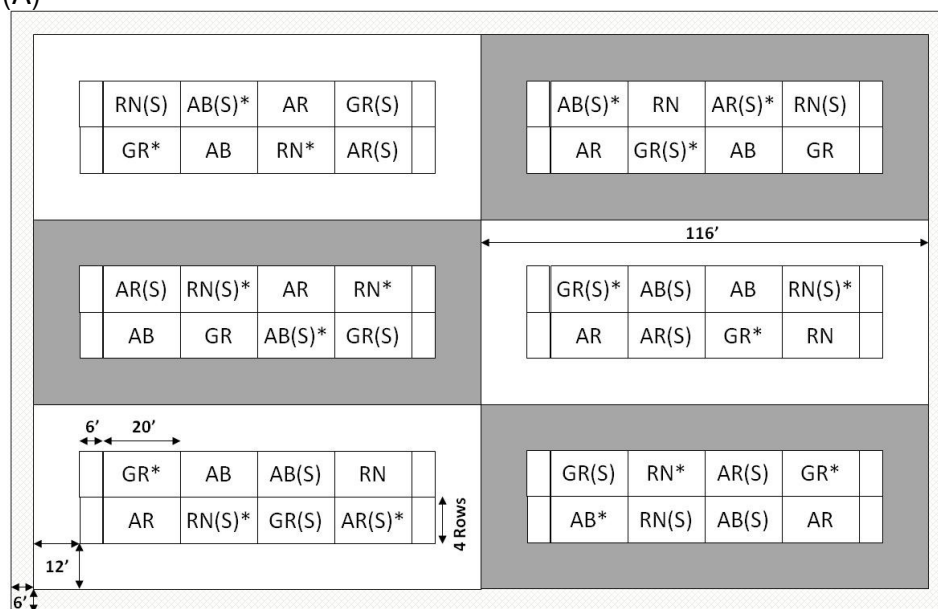 (A)
RN(S) AB(S)* AR GR(S)
GR* AB RN* AR(S)
AB(S)* RN AR(S)* RN(S)
AR GR(S)* AB GR
116’
AR(S) RN(S)* AR RN*
AB GR AB(S)* GR(S)
GR(S)* AB(S) AB RN(S)*
AR AR(S) GR* RN
6’ 20’
GR* AB AB(S) RN
AR RN(S)* GR(S) AR(S)*
4 Rows
12’
6’
GR(S) RN* AR(S) GR*
AB* RN(S) AB(S) AR